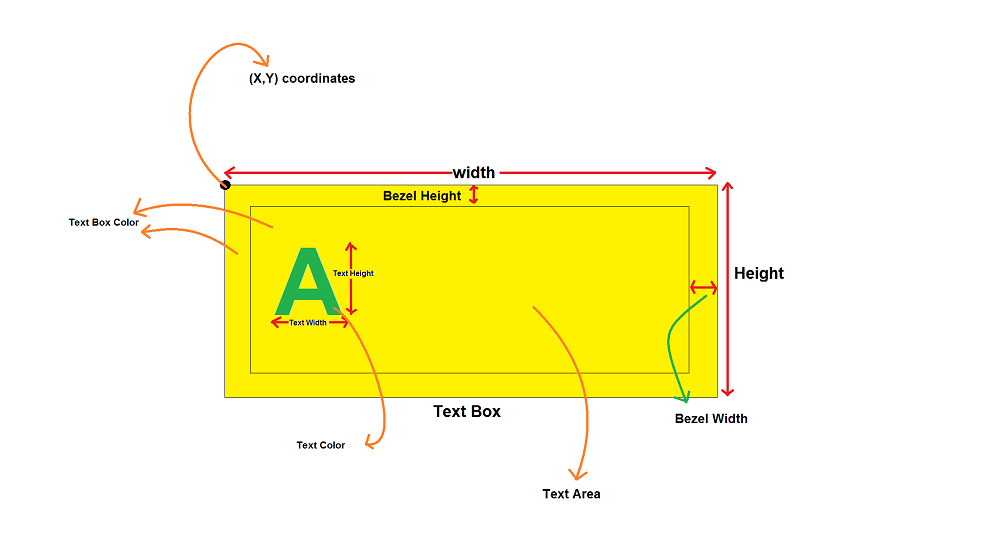 (X,Y) coordinates
width
Bezel Height
Text Box Color
A
Text Height
Height
Text Width
Text Box
Bezel Width
Text Color
Text Area